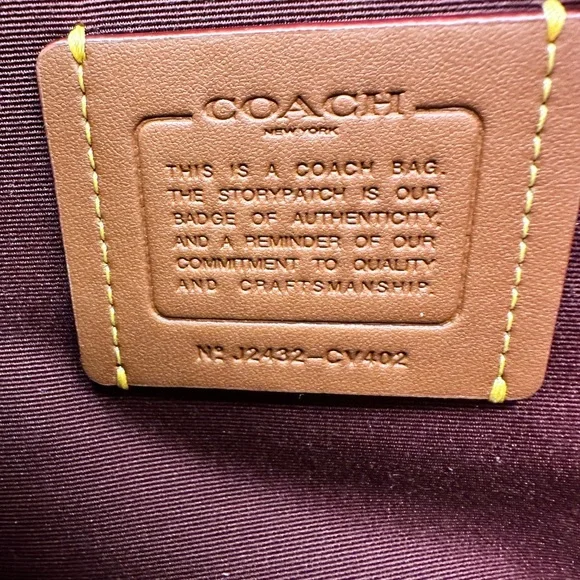 COACH
NEW YORK
THIS IS A COACH BAG.
THE STORYPATCH IS OUR
BADGE OF AUTHENTICITY,
AND A REMINDER OF OUR
COMMITMENT TO QUALITY
AND CRAFTSMANSHIP.
Nº J2432-CV402